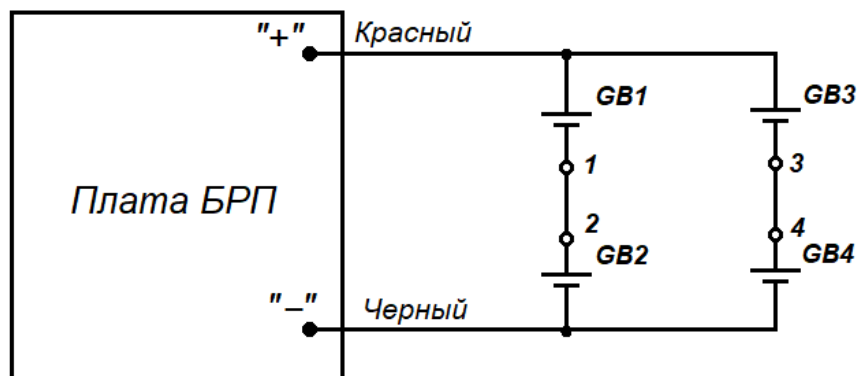 "+"
Красный
GB1
GB3
1
3
Плата БРП
2
4
GB2
GB4
"–"
Черный